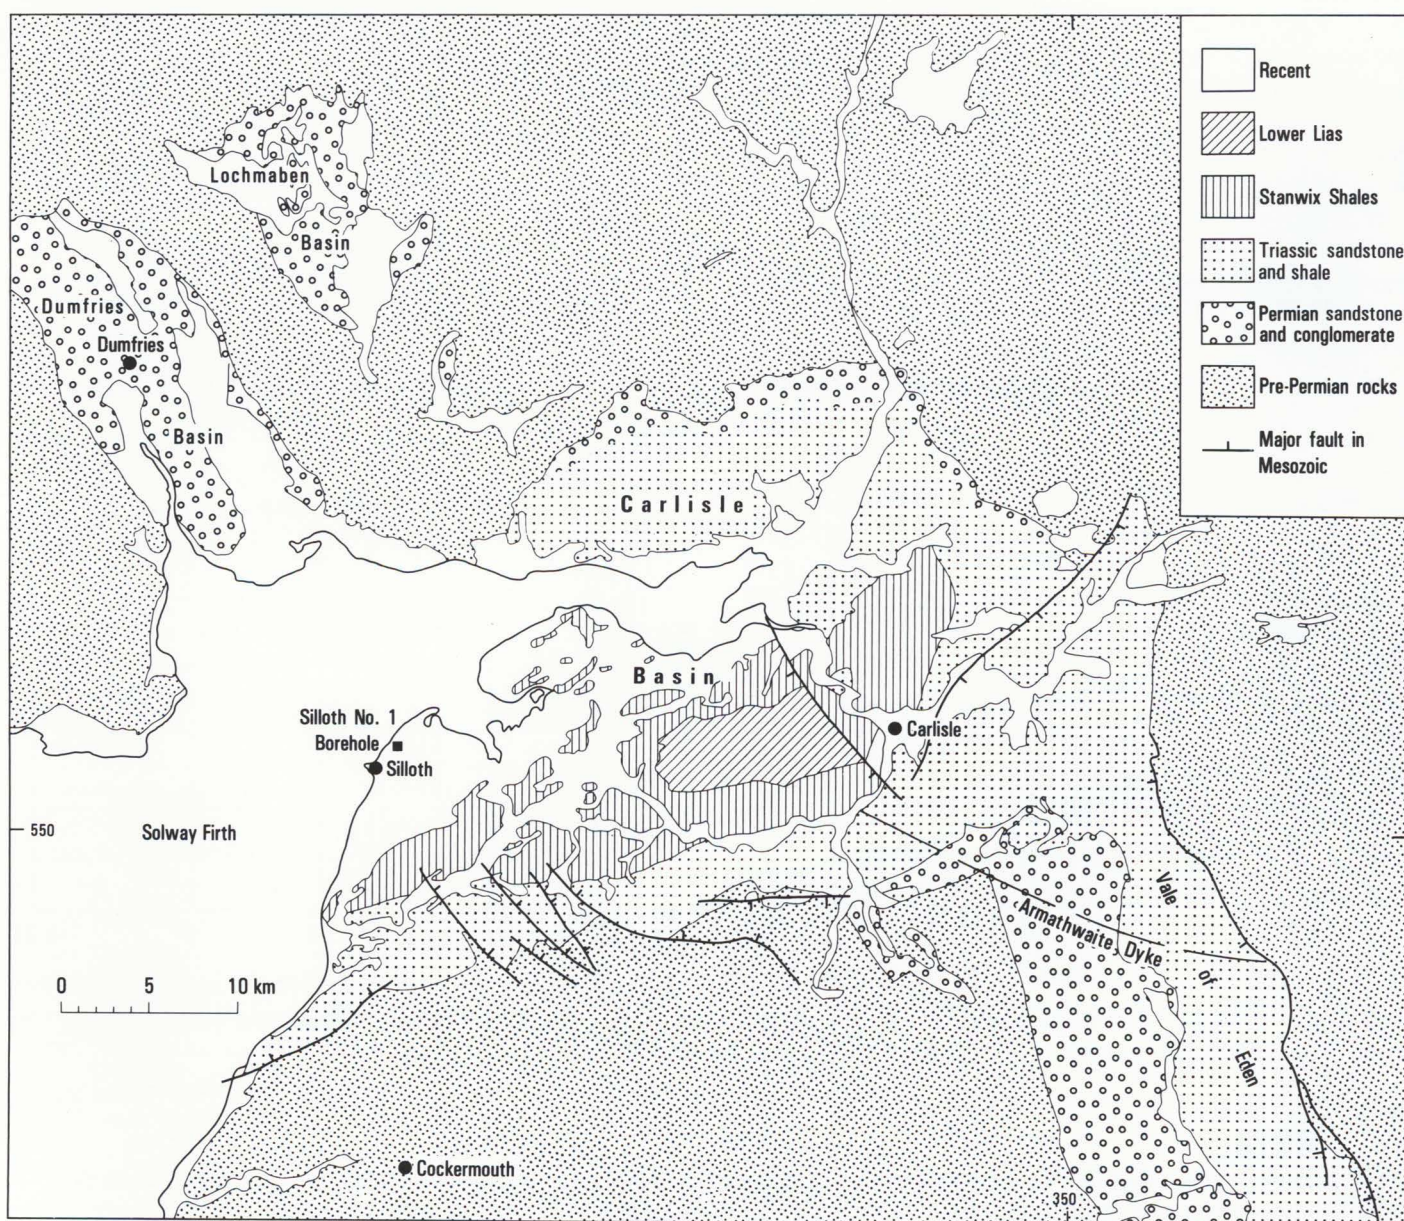 Recent
Lower Lias
Stanwix Shales
Triassic sandstone
and shale
Permian sandstone
and conglomerate
Pre-Permian rocks
Major fault in
Mesozoic
Lochmaben
Basin
Dumfries
Dumfries
Basin
Carlisle
Basin
Silloth No. 1
Borehole
Silloth
Carlisle
550
Solway Firth
Vale
of
Eden
Armathwaite Dyke
0 5 10 km
Cockermouth
350